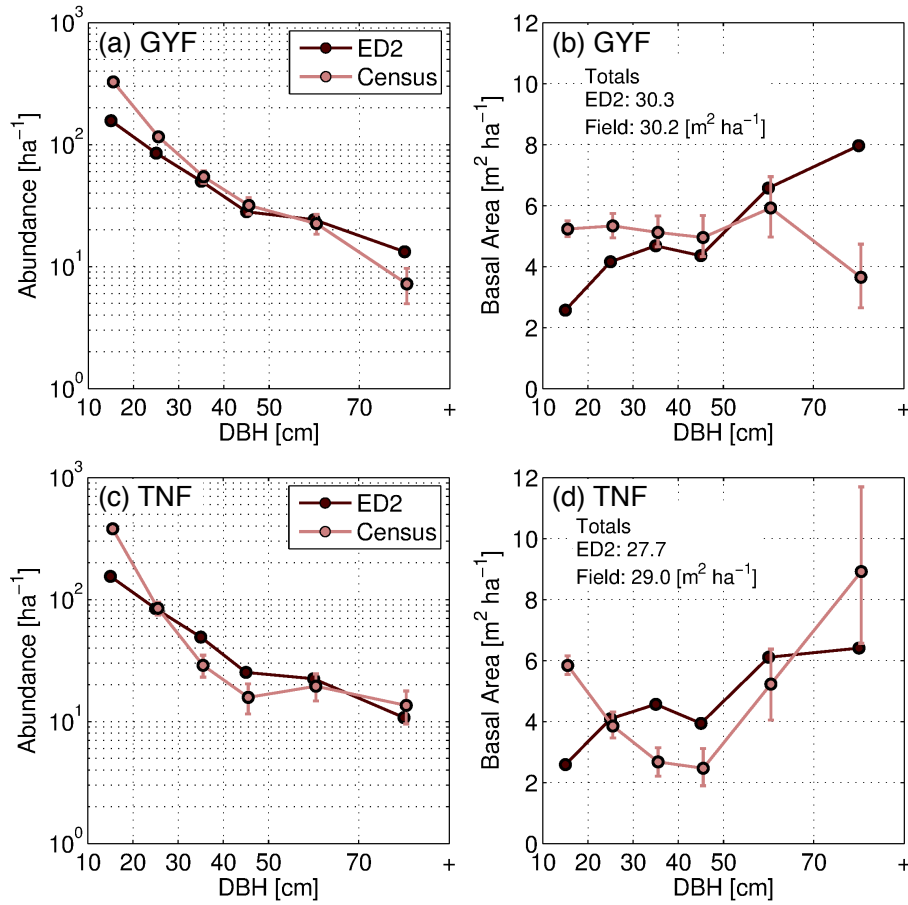 (a) GYF
ED2
Census
Abundance [ha⁻¹]
10³
10²
10¹
10⁰
10 20 30 40 50 70 +
DBH [cm]
(b) GYF
Totals
ED2: 30.3
Field: 30.2 [m² ha⁻¹]
Basal Area [m² ha⁻¹]
12
10
8
6
4
2
0
10 20 30 40 50 70 +
DBH [cm]
(c) TNF
ED2
Census
Abundance [ha⁻¹]
10³
10²
10¹
10⁰
10 20 30 40 50 70 +
DBH [cm]
(d) TNF
Totals
ED2: 27.7
Field: 29.0 [m² ha⁻¹]
Basal Area [m² ha⁻¹]
12
10
8
6
4
2
0
10 20 30 40 50 70 +
DBH [cm]